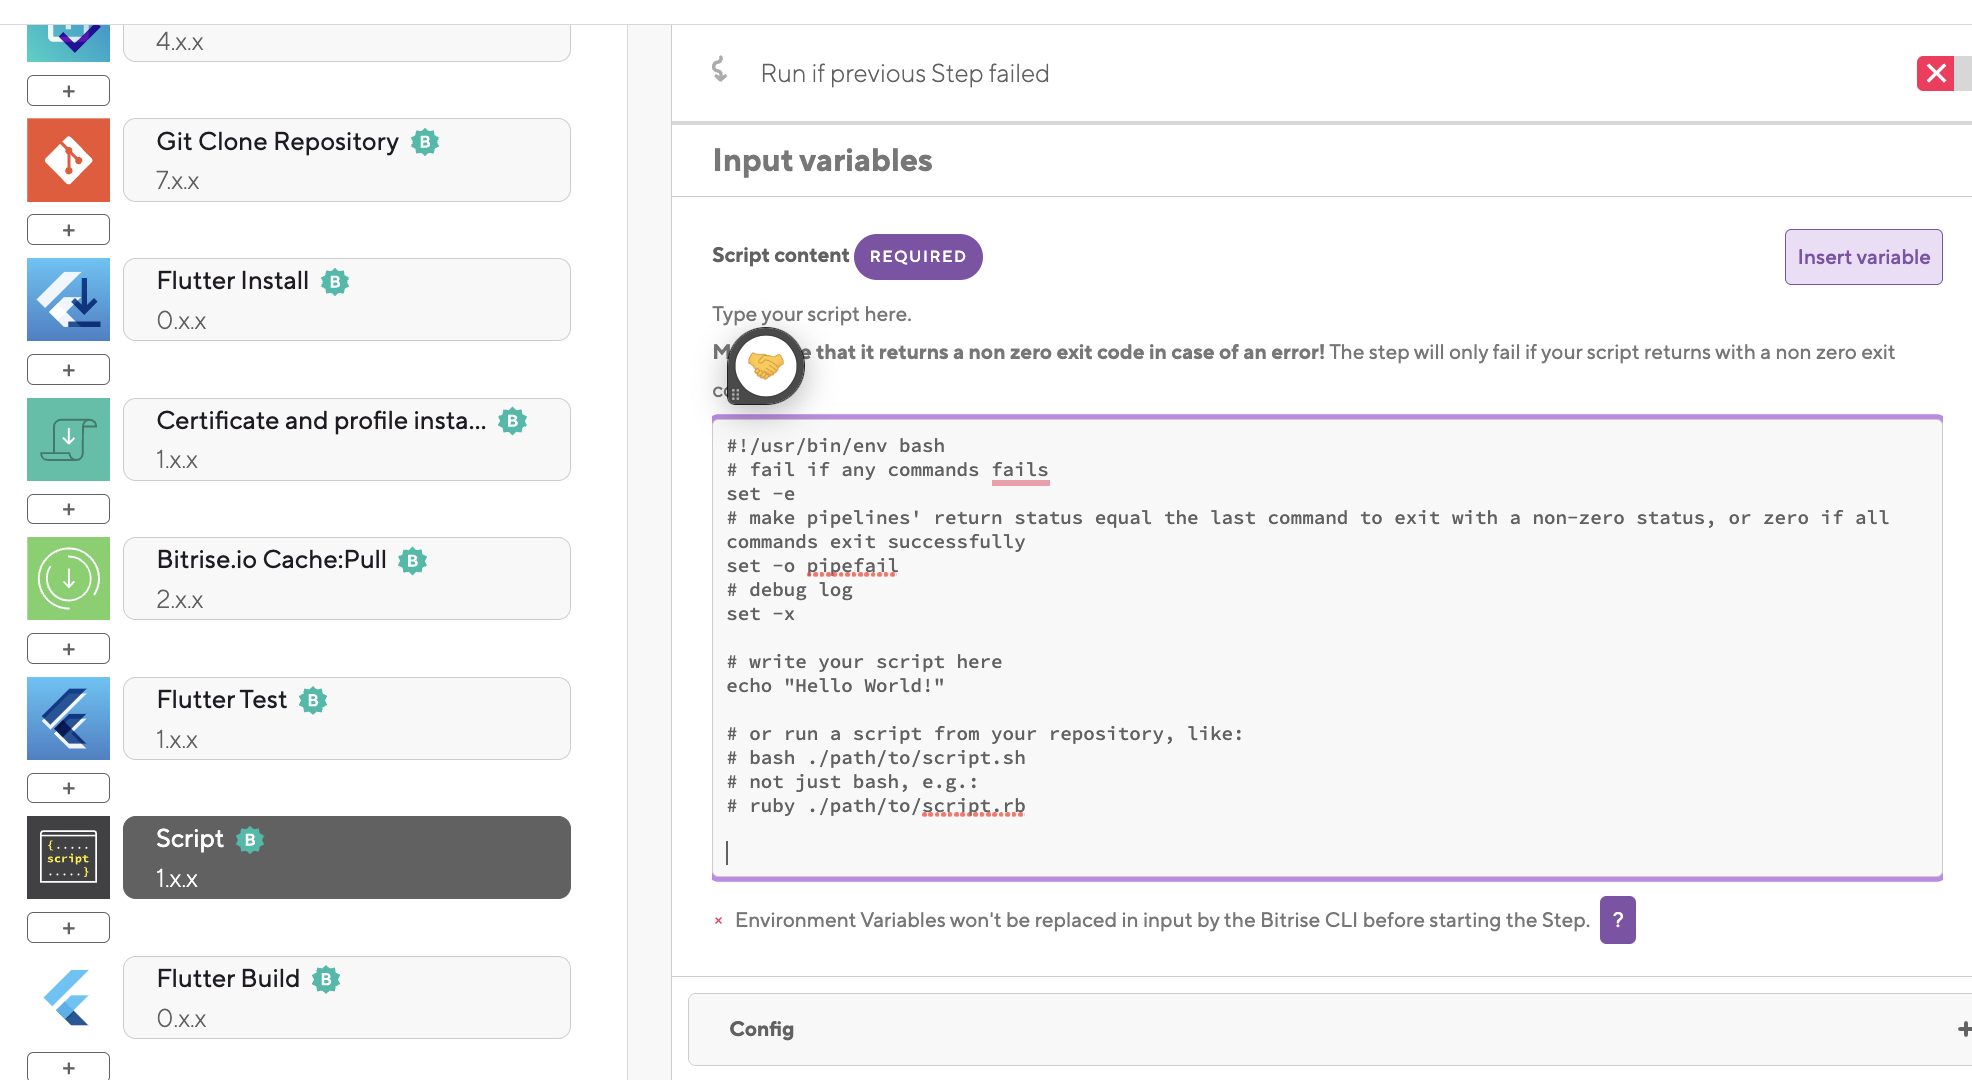 4.x.x
+
Git Clone Repository B
7.x.x
+
Flutter Install B
0.x.x
+
Certificate and profile insta... B
1.x.x
+
Bitrise.io Cache:Pull B
2.x.x
+
Flutter Test B
1.x.x
+
{.....
script
.....}
Script B
1.x.x
+
Flutter Build B
0.x.x
+
Run if previous Step failed
Input variables
Script content REQUIRED
Insert variable
Type your script here.
that it returns a non zero exit code in case of an error! The step will only fail if your script returns with a non zero exit
#!/usr/bin/env bash
# fail if any commands fails
set -e
# make pipelines' return status equal the last command to exit with a non-zero status, or zero if all
commands exit successfully
set -o pipefail
# debug log
set -x
# write your script here
echo "Hello World!"
# or run a script from your repository, like:
# bash ./path/to/script.sh
# not just bash, e.g.:
# ruby ./path/to/script.rb
× Environment Variables won't be replaced in input by the Bitrise CLI before starting the Step. ?
Config +